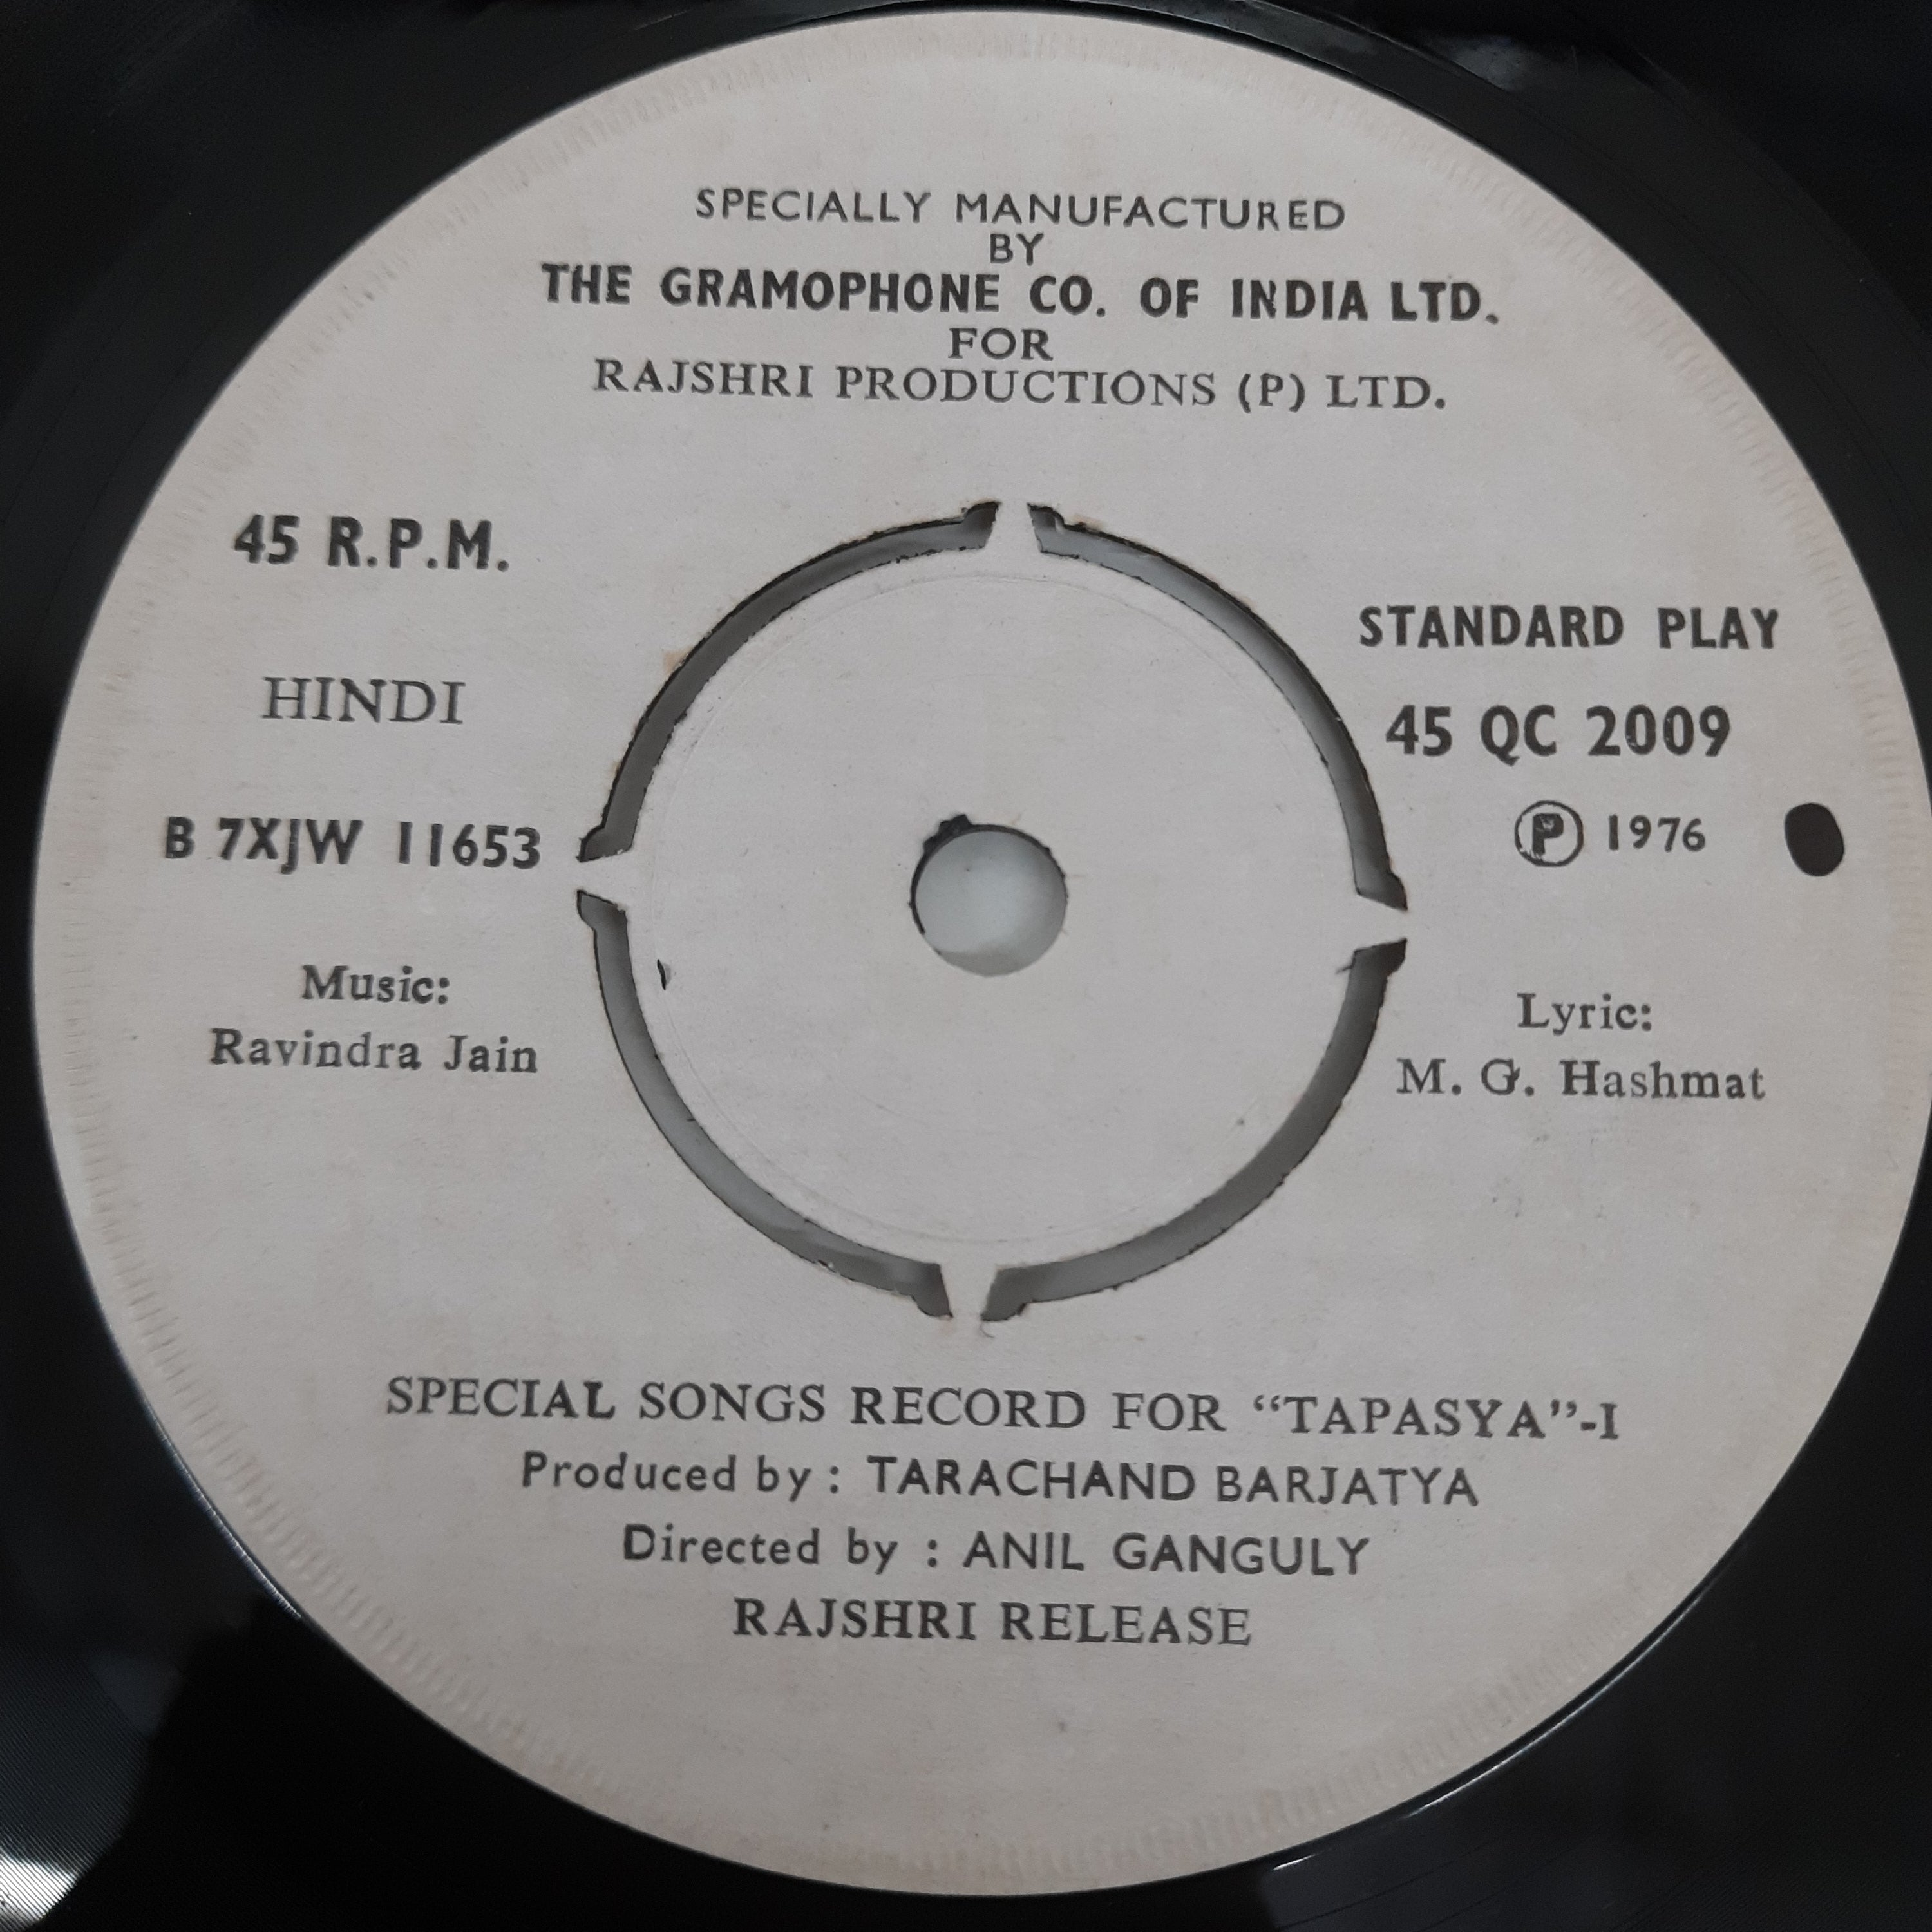 SPECIALLY MANUFACTURED
BY
THE GRAMOPHONE CO. OF INDIA LTD.
FOR
RAJSHRI PRODUCTIONS (P) LTD.
45 R.P.M.
HINDI
B 7XJW 11653
Music:
Ravindra Jain
STANDARD PLAY
45 QC 2009
Ⓟ 1976
Lyric:
M. G. Hashmat
SPECIAL SONGS RECORD FOR “TAPASYA”-I
Produced by : TARACHAND BARJATYA
Directed by : ANIL GANGULY
RAJSHRI RELEASE